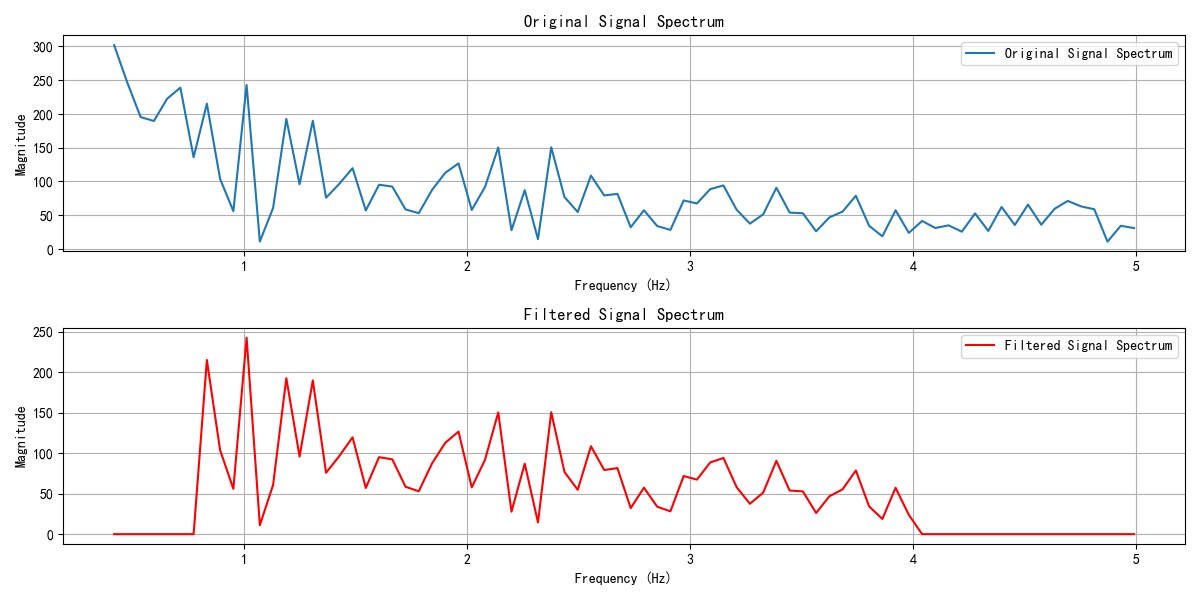 Original Signal Spectrum
300
250
200
150
100
50
0
Magnitude
Original Signal Spectrum
1
2
3
4
5
Frequency (Hz)
Filtered Signal Spectrum
250
200
150
100
50
0
Magnitude
Filtered Signal Spectrum
1
2
3
4
5
Frequency (Hz)